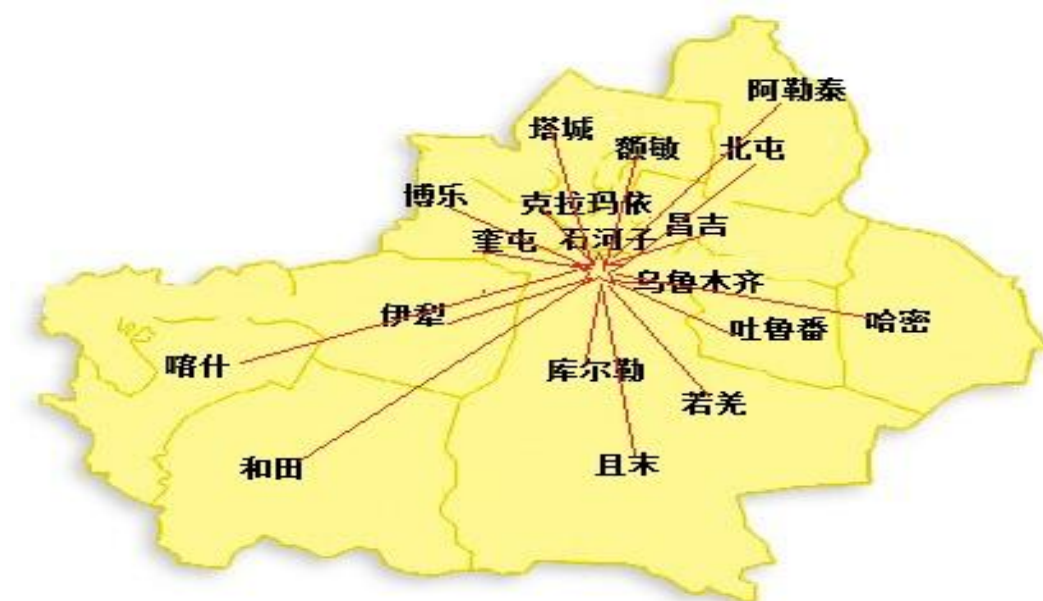 阿勒泰
塔城
额敏
北屯
博乐
克拉玛依
昌吉
奎屯
石河子
乌鲁木齐
伊犁
哈密
吐鲁番
喀什
库尔勒
若羌
和田
且末